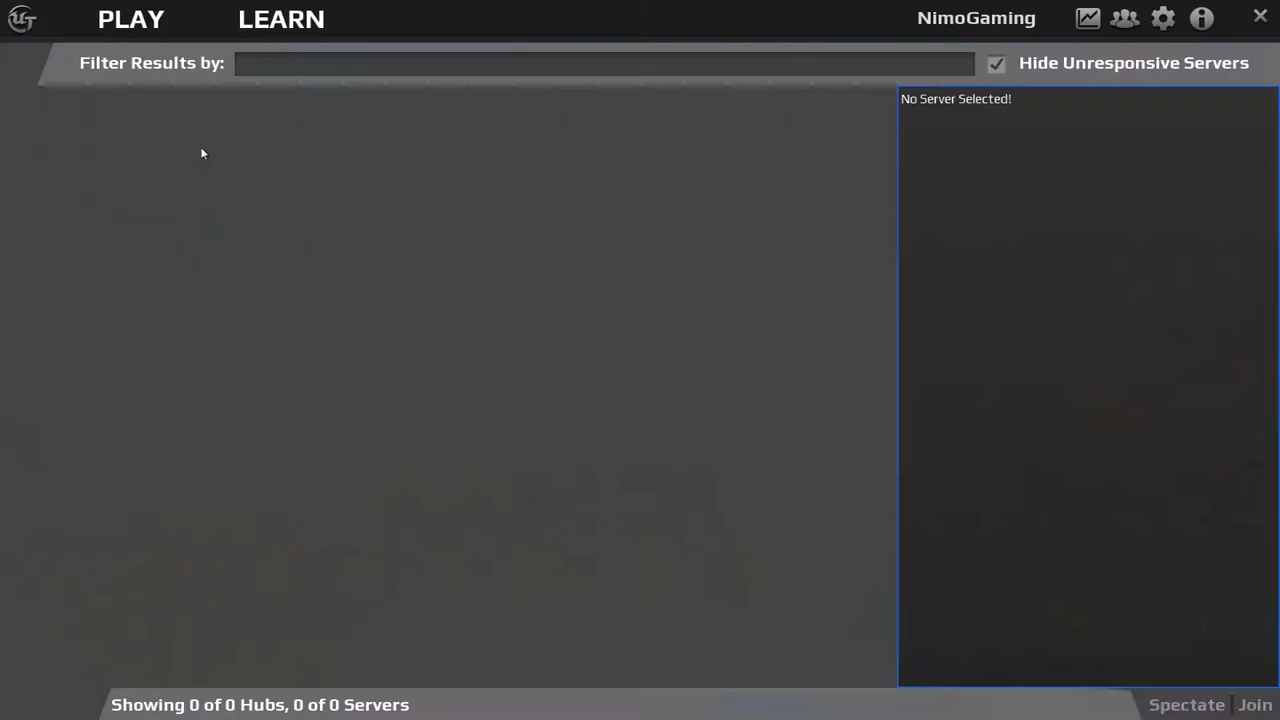 PLAY LEARN NimoGaming
Filter Results by: Hide Unresponsive Servers
No Server Selected!
Showing 0 of 0 Hubs, 0 of 0 Servers Spectate Join